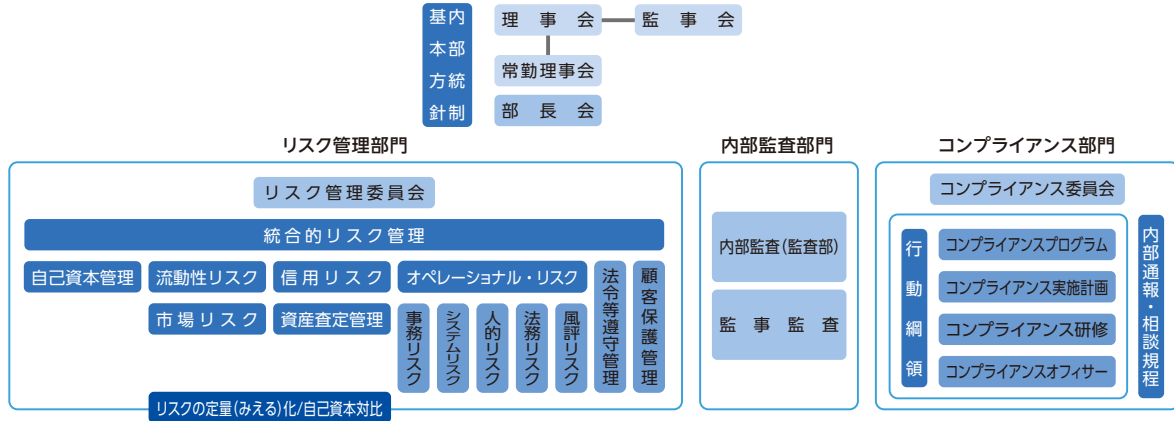 内部統制
基本方針
理事会
監事会
常勤理事会
部長会
リスク管理部門
リスク管理委員会
統合的リスク管理
自己資本管理
流動性リスク
信用リスク
オペレーショナル・リスク
法令等遵守管理
顧客保護管理
市場リスク
資産査定管理
事務リスク
システムリスク
人的リスク
法務リスク
風評リスク
リスクの定量(みえる)化/自己資本対比
内部監査部門
内部監査(監査部)
監事監査
コンプライアンス部門
コンプライアンス委員会
行動綱領
コンプライアンスプログラム
コンプライアンス実施計画
コンプライアンス研修
コンプライアンスオフィサー
内部通報・相談規程